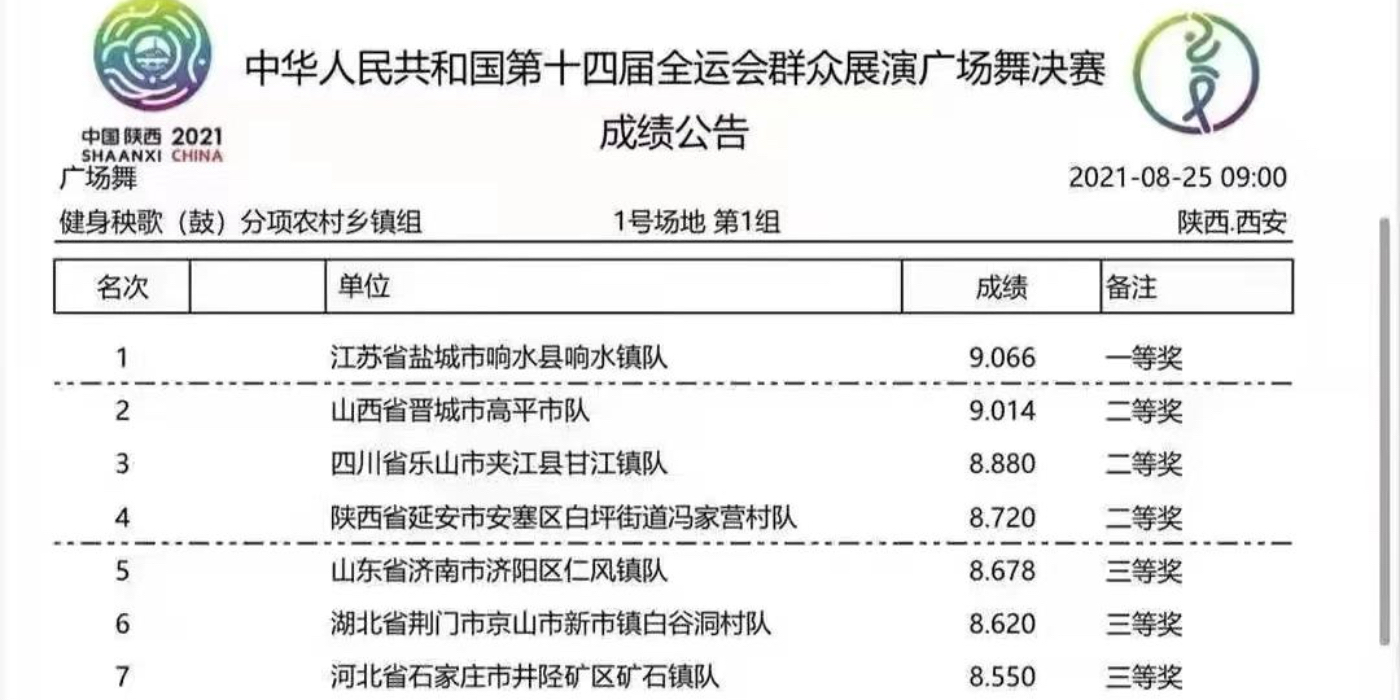 中华人民共和国第十四届全运会群众展演广场舞决赛
成绩公告
中国陕西 2021
SHAANXI CHINA
广场舞 2021-08-25 09:00
健身秧歌（鼓）分项农村乡镇组 1号场地 第1组 陕西.西安
名次 单位 成绩 备注
1 江苏省盐城市响水县响水镇队 9.066 一等奖
2 山西省晋城市高平市队 9.014 二等奖
3 四川省乐山市夹江县甘江镇队 8.880 二等奖
4 陕西省延安市安塞区白坪街道冯家营村队 8.720 二等奖
5 山东省济南市济阳区仁风镇队 8.678 三等奖
6 湖北省荆门市京山市新市镇白谷洞村队 8.620 三等奖
7 河北省石家庄市井陉矿区矿石镇队 8.550 三等奖